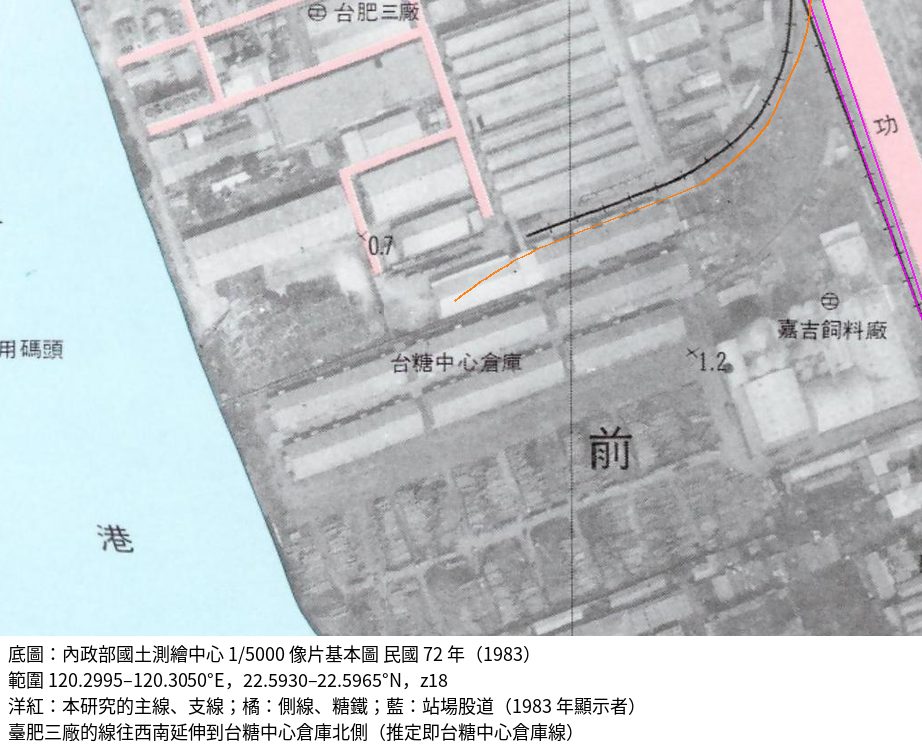 台肥三廠
功
0.7
用碼頭
嘉吉飼料廠
台糖中心倉庫
1.2
前
港
底圖：內政部國土測繪中心 1/5000 像片基本圖 民國 72 年（1983）
範圍 120.2995–120.3050°E，22.5930–22.5965°N，z18
洋紅：本研究的主線、支線；橘：側線、糖鐵；藍：站場股道（1983 年顯示者）
臺肥三廠的線往西南延伸到台糖中心倉庫北側（推定即台糖中心倉庫線）